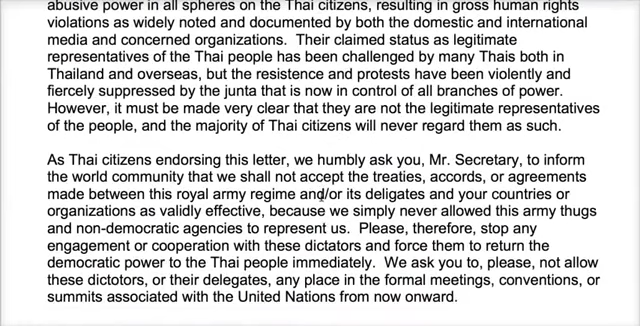 abusive power in all spheres on the Thai citizens, resulting in gross human rights
violations as widely noted and documented by both the domestic and international
media and concerned organizations.  Their claimed status as legitimate
representatives of the Thai people has been challenged by many Thais both in
Thailand and overseas, but the resistance and protests have been violently and
fiercely suppressed by the junta that is now in control of all branches of power.
However, it must be made very clear that they are not the legitimate representatives
of the people, and the majority of Thai citizens will never regard them as such.
As Thai citizens endorsing this letter, we humbly ask you, Mr. Secretary, to inform
the world community that we shall not accept the treaties, accords, or agreements
made between this royal army regime and/or its deligates and your countries or
organizations as validly effective, because we simply never allowed this army thugs
and non-democratic agencies to represent us.  Please, therefore, stop any
engagement or cooperation with these dictators and force them to return the
democratic power to the Thai people immediately.  We ask you to, please, not allow
these dictotors, or their delegates, any place in the formal meetings, conventions, or
summits associated with the United Nations from now onward.